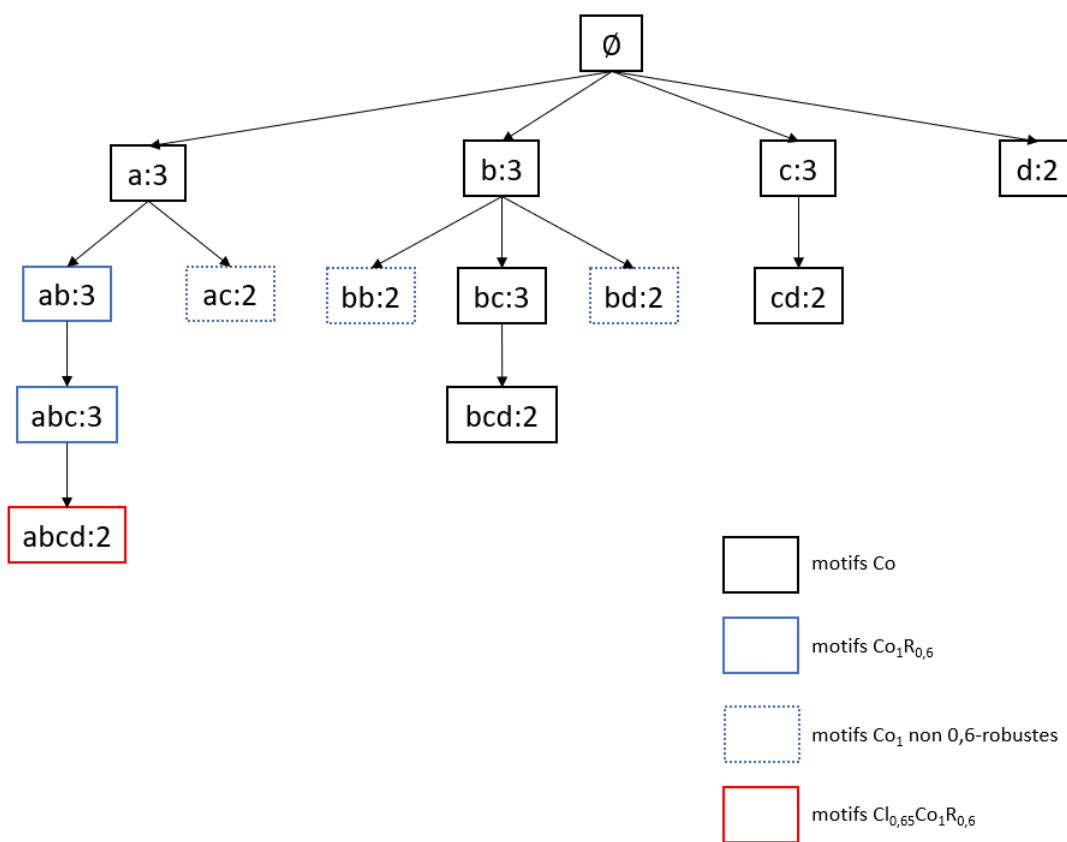 ∅
a:3
b:3
c:3
d:2
ab:3
ac:2
bb:2
bc:3
bd:2
cd:2
abc:3
bcd:2
abcd:2
motifs Co
motifs Co₁R₀,₆
motifs Co₁ non 0,6-robustes
motifs Cl₀,₆₅Co₁R₀,₆